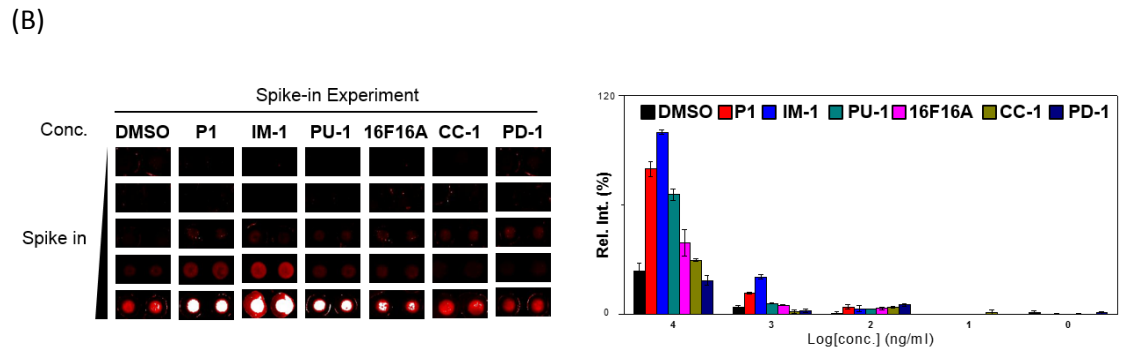 (B)
Spike-in Experiment
Conc. DMSO P1 IM-1 PU-1 16F16A CC-1 PD-1
Spike in
120
DMSO P1 IM-1 PU-1 16F16A CC-1 PD-1
Rel. Int. (%)
0
4 3 2 1 0
Log[conc.] (ng/ml)